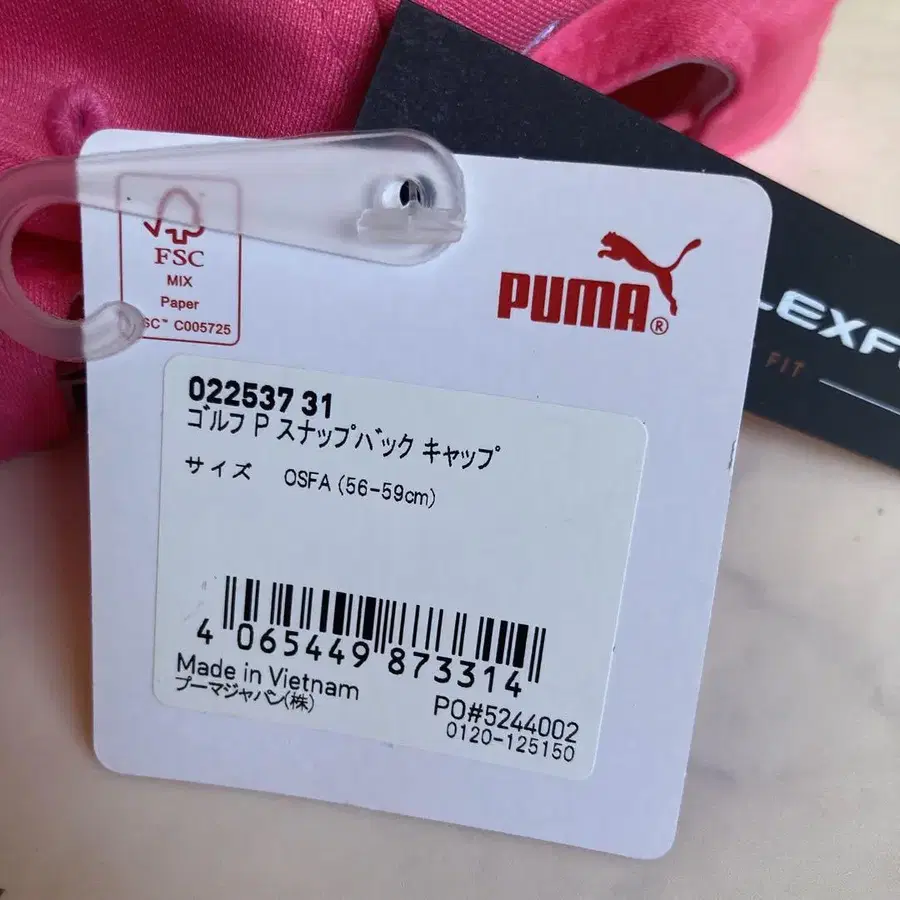 FSC
MIX
Paper
SC™ C005725
PUMA®
LEXF
FIT
022537 31
ゴルフ P スナップバック キャップ
サイズ OSFA (56-59cm)
4 065449 873314
Made in Vietnam
プーマジャパン(株)
PO#5244002
0120-125150